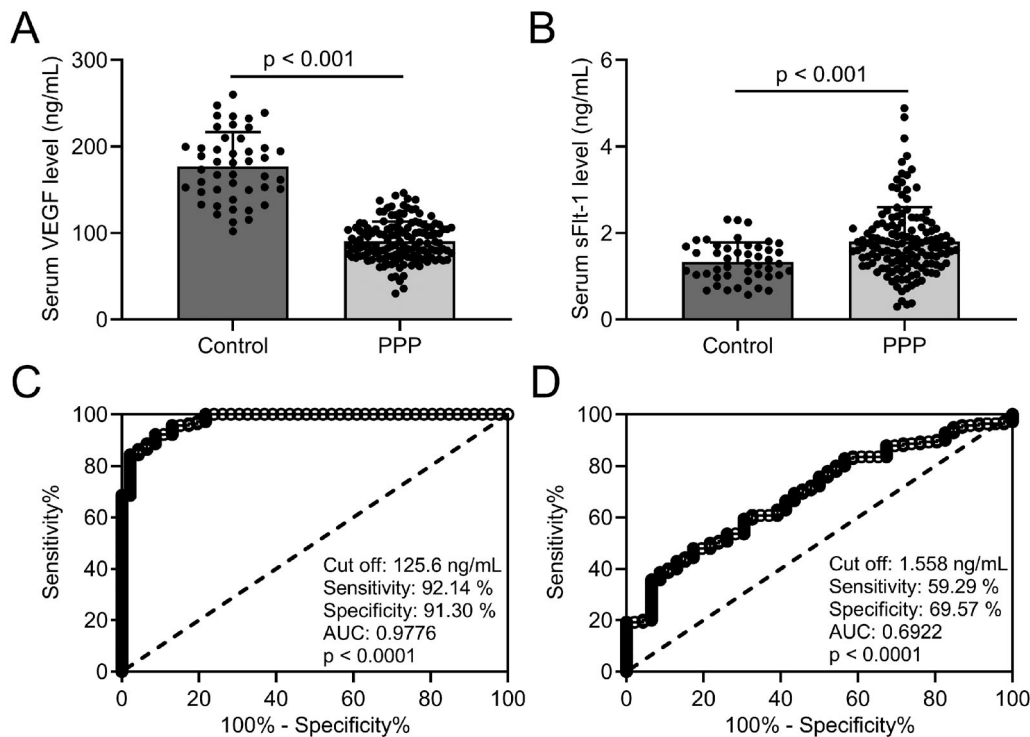 A
Serum VEGF level (ng/mL)
300
200
100
0
p < 0.001
Control
PPP
B
Serum sFlt-1 level (ng/mL)
6
4
2
0
p < 0.001
Control
PPP
C
Sensitivity%
100
80
60
40
20
0
Cut off: 125.6 ng/mL
Sensitivity: 92.14 %
Specificity: 91.30 %
AUC: 0.9776
p < 0.0001
0 20 40 60 80 100
100% - Specificity%
D
Sensitivity%
100
80
60
40
20
0
Cut off: 1.558 ng/mL
Sensitivity: 59.29 %
Specificity: 69.57 %
AUC: 0.6922
p < 0.0001
0 20 40 60 80 100
100% - Specificity%